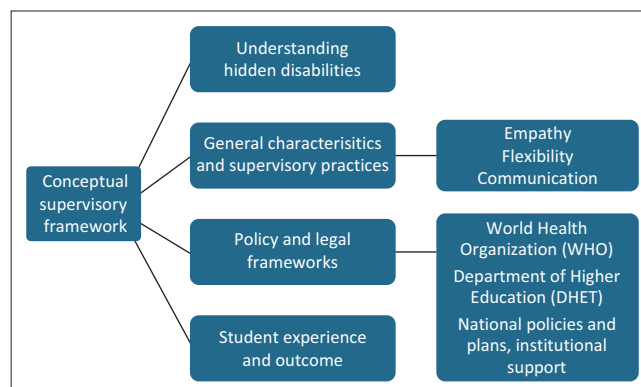 Understanding
hidden disabilities
General characterisitics
and supervisory practices
Empathy
Flexibility
Communication
Conceptual
supervisory
framework
Policy and legal
frameworks
World Health
Organization (WHO)
Department of Higher
Education (DHET)
National policies and
plans, institutional
support
Student experience
and outcome